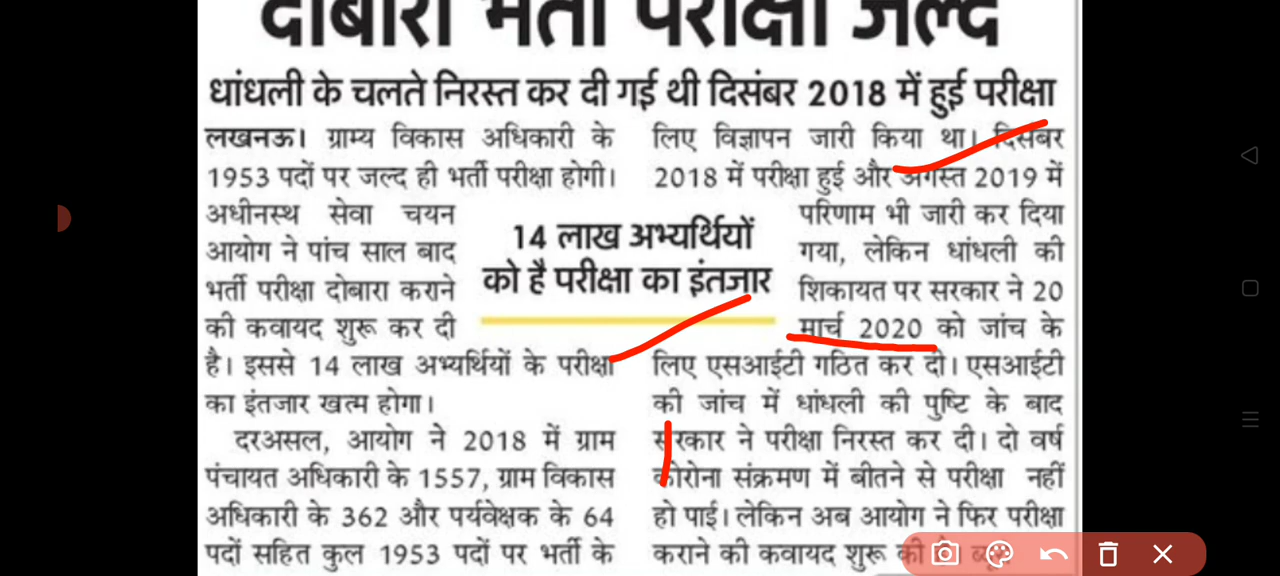 दोबारा भर्ती परीक्षा जल्द
धांधली के चलते निरस्त कर दी गई थी दिसंबर 2018 में हुई परीक्षा
लखनऊ। ग्राम्य विकास अधिकारी के
1953 पदों पर जल्द ही भर्ती परीक्षा होगी।
अधीनस्थ सेवा चयन
आयोग ने पांच साल बाद
भर्ती परीक्षा दोबारा कराने
की कवायद शुरू कर दी
है। इससे 14 लाख अभ्यर्थियों के परीक्षा
का इंतजार खत्म होगा।
दरअसल, आयोग ने 2018 में ग्राम
पंचायत अधिकारी के 1557, ग्राम विकास
अधिकारी के 362 और पर्यवेक्षक के 64
पदों सहित कुल 1953 पदों पर भर्ती के
14 लाख अभ्यर्थियों
को है परीक्षा का इंतजार
लिए विज्ञापन जारी किया था। दिसंबर
2018 में परीक्षा हुई और अगस्त 2019 में
परिणाम भी जारी कर दिया
गया, लेकिन धांधली की
शिकायत पर सरकार ने 20
मार्च 2020 को जांच के
लिए एसआईटी गठित कर दी। एसआईटी
की जांच में धांधली की पुष्टि के बाद
सरकार ने परीक्षा निरस्त कर दी। दो वर्ष
कोरोना संक्रमण में बीतने से परीक्षा नहीं
हो पाई। लेकिन अब आयोग ने फिर परीक्षा
कराने की कवायद शुरू की